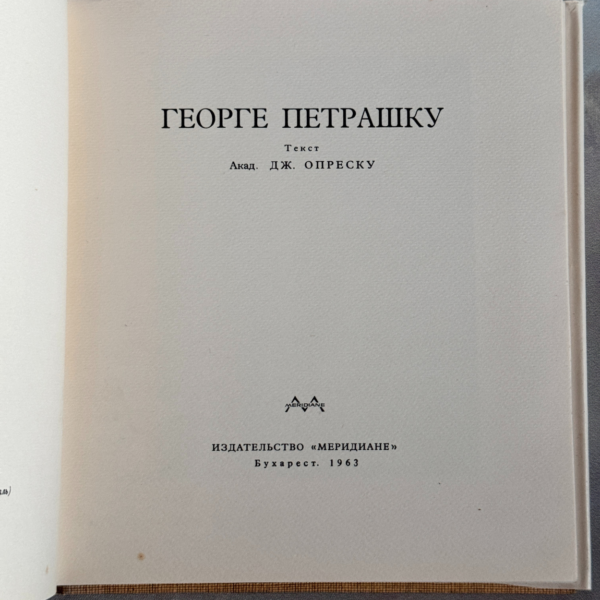 ГЕОРГЕ ПЕТРАШКУ
Текст
Акад. ДЖ. ОПРЕСКУ
MERIDIANE
ИЗДАТЕЛЬСТВО «МЕРИДИАНЕ»
Бухарест. 1963